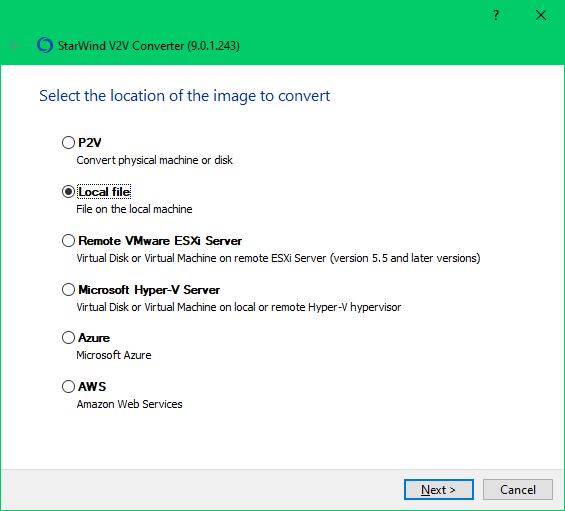 ?
StarWind V2V Converter (9.0.1.243)
Select the location of the image to convert
P2V
Convert physical machine or disk
Local file
File on the local machine
Remote VMware ESXi Server
Virtual Disk or Virtual Machine on remote ESXi Server (version 5.5 and later versions)
Microsoft Hyper-V Server
Virtual Disk or Virtual Machine on local or remote Hyper-V hypervisor
Azure
Microsoft Azure
AWS
Amazon Web Services
Next > Cancel